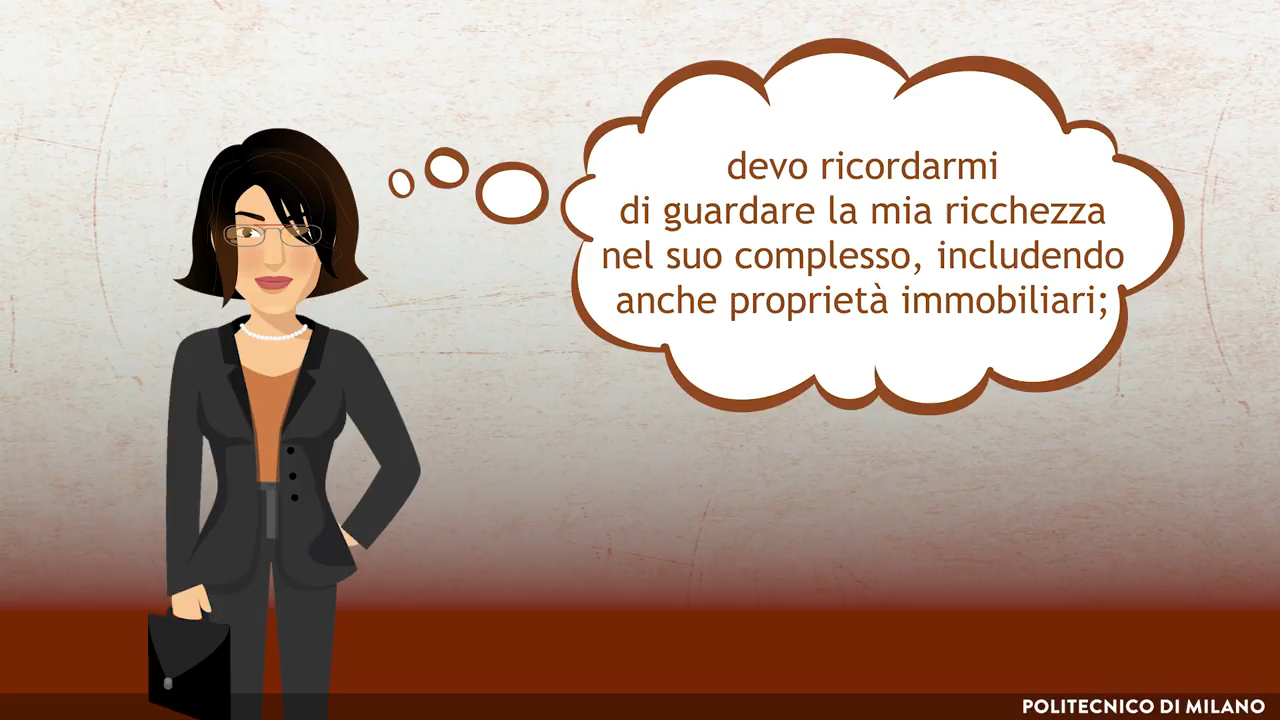 devo ricordarmi
di guardare la mia ricchezza
nel suo complesso, includendo
anche proprietà immobiliari;
POLITECNICO DI MILANO